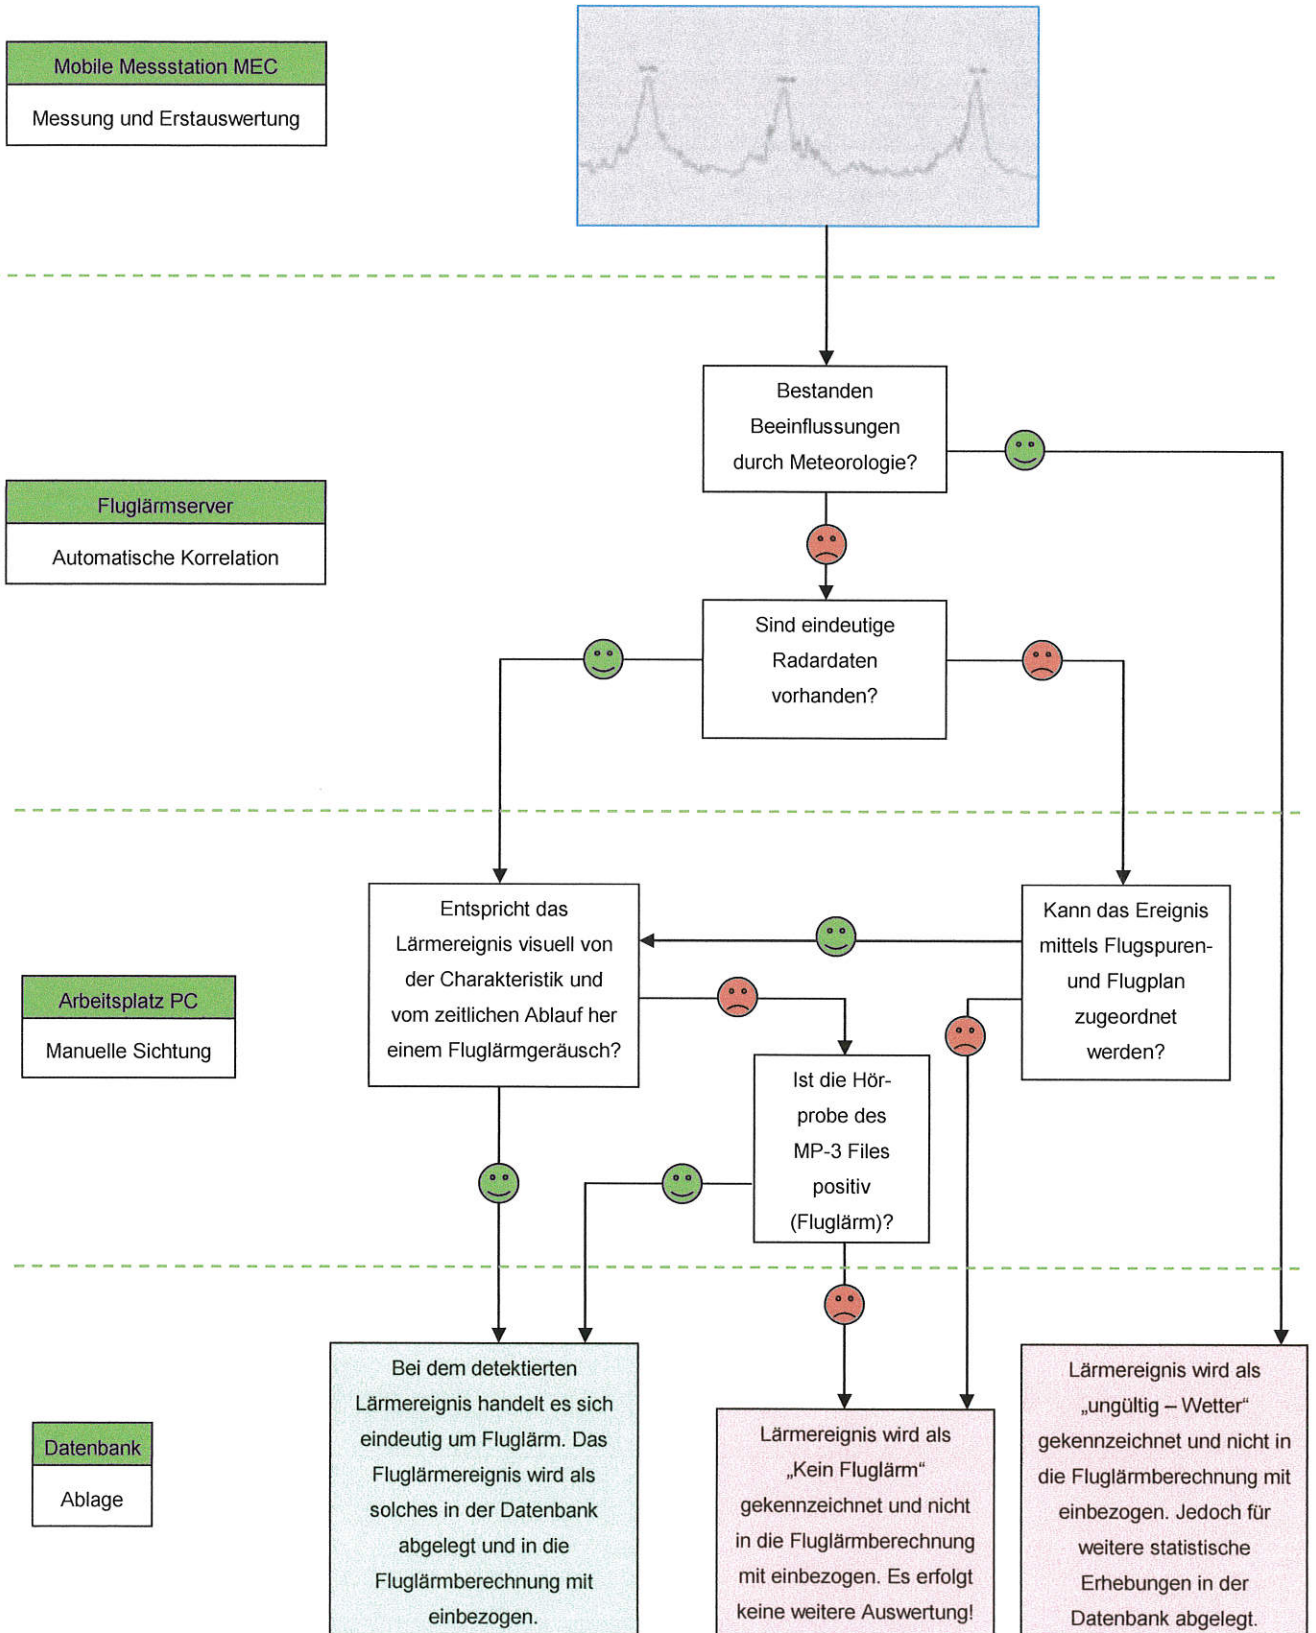 Mobile Messstation MEC
Messung und Erstauswertung
Bestanden
Beeinflussungen
durch Meteorologie?
Fluglärmserver
Automatische Korrelation
Sind eindeutige
Radardaten
vorhanden?
Entspricht das
Lärmereignis visuell von
der Charakteristik und
vom zeitlichen Ablauf her
einem Fluglärmgeräusch?
Kann das Ereignis
mittels Flugspuren-
und Flugplan
zugeordnet
werden?
Arbeitsplatz PC
Manuelle Sichtung
Ist die Hör-
probe des
MP-3 Files
positiv
(Fluglärm)?
Datenbank
Ablage
Bei dem detektierten
Lärmereignis handelt es sich
eindeutig um Fluglärm. Das
Fluglärmereignis wird als
solches in der Datenbank
abgelegt und in die
Fluglärmberechnung mit
einbezogen.
Lärmereignis wird als
„Kein Fluglärm“
gekennzeichnet und nicht
in die Fluglärmberechnung
mit einbezogen. Es erfolgt
keine weitere Auswertung!
Lärmereignis wird als
„ungültig – Wetter“
gekennzeichnet und nicht in
die Fluglärmberechnung mit
einbezogen. Jedoch für
weitere statistische
Erhebungen in der
Datenbank abgelegt.